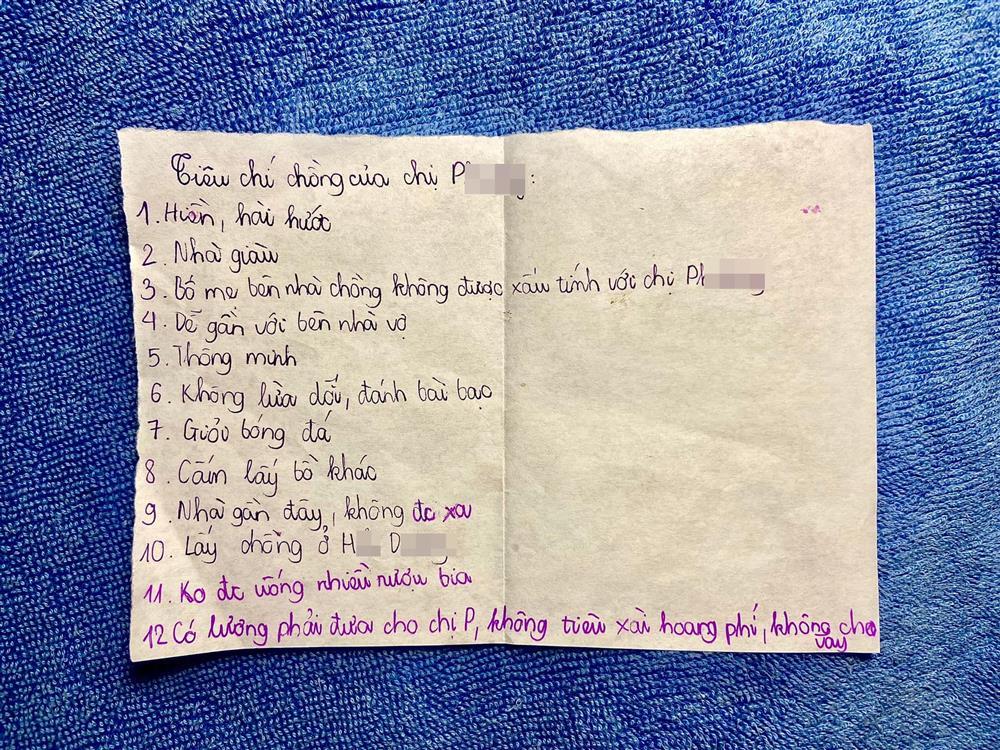 Tiêu chí chồng của chị P
1. Hiền, hài hước
2. Nhà giàu
3. Bố mẹ bên nhà chồng không được xấu tính với chị Ph
4. Dễ gần với bên nhà vợ
5. Thông minh
6. Không lừa dối, đánh bài bạc
7. Giỏi bóng đá
8. Cấm lấy bồ khác
9. Nhà gần đây, không đc xa
10. Lấy chồng ở H D
11. Ko đc uống nhiều rượu bia
12 Có lương phải đưa cho chị P, không tiêu xài hoang phí, không cho
vay